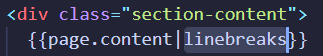 <div class="section-content">
{{page.content|linebreaks}}